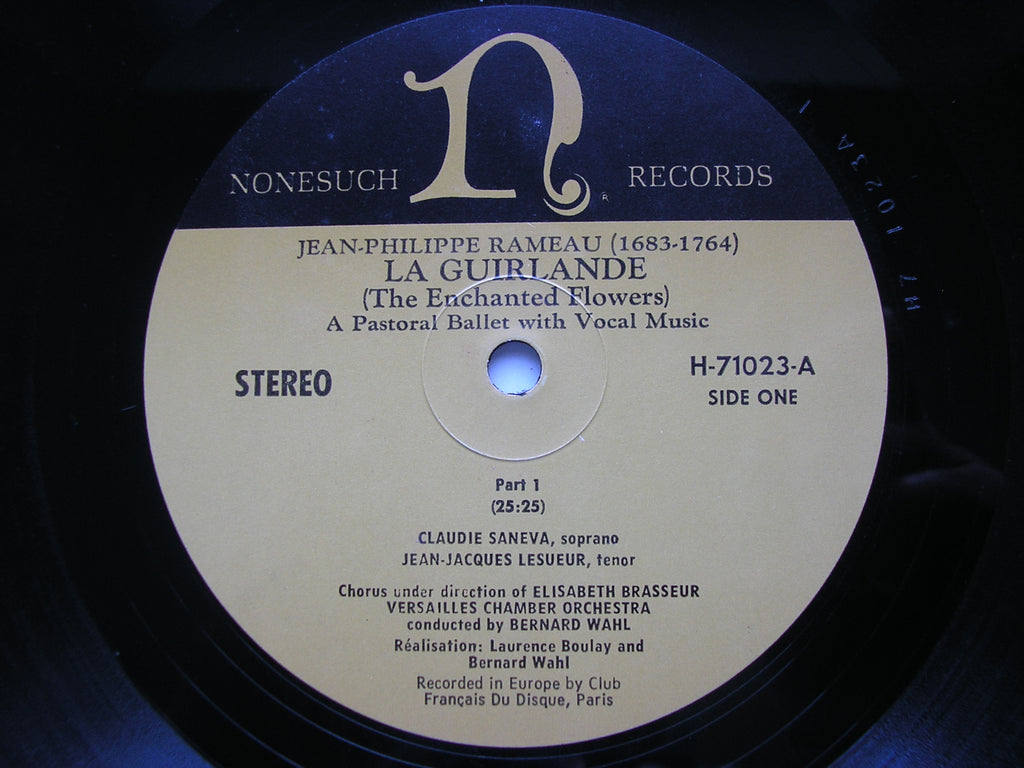 n
NONESUCH RECORDS
R
JEAN-PHILIPPE RAMEAU (1683-1764)
LA GUIRLANDE
(The Enchanted Flowers)
A Pastoral Ballet with Vocal Music
STEREO
H-71023-A
SIDE ONE
Part 1
(25:25)
CLAUDIE SANEVA, soprano
JEAN-JACQUES LESUEUR, tenor
Chorus under direction of ELISABETH BRASSEUR
VERSAILLES CHAMBER ORCHESTRA
conducted by BERNARD WAHL
Réalisation: Laurence Boulay and
Bernard Wahl
Recorded in Europe by Club
Français Du Disque, Paris
H7 1023A 1